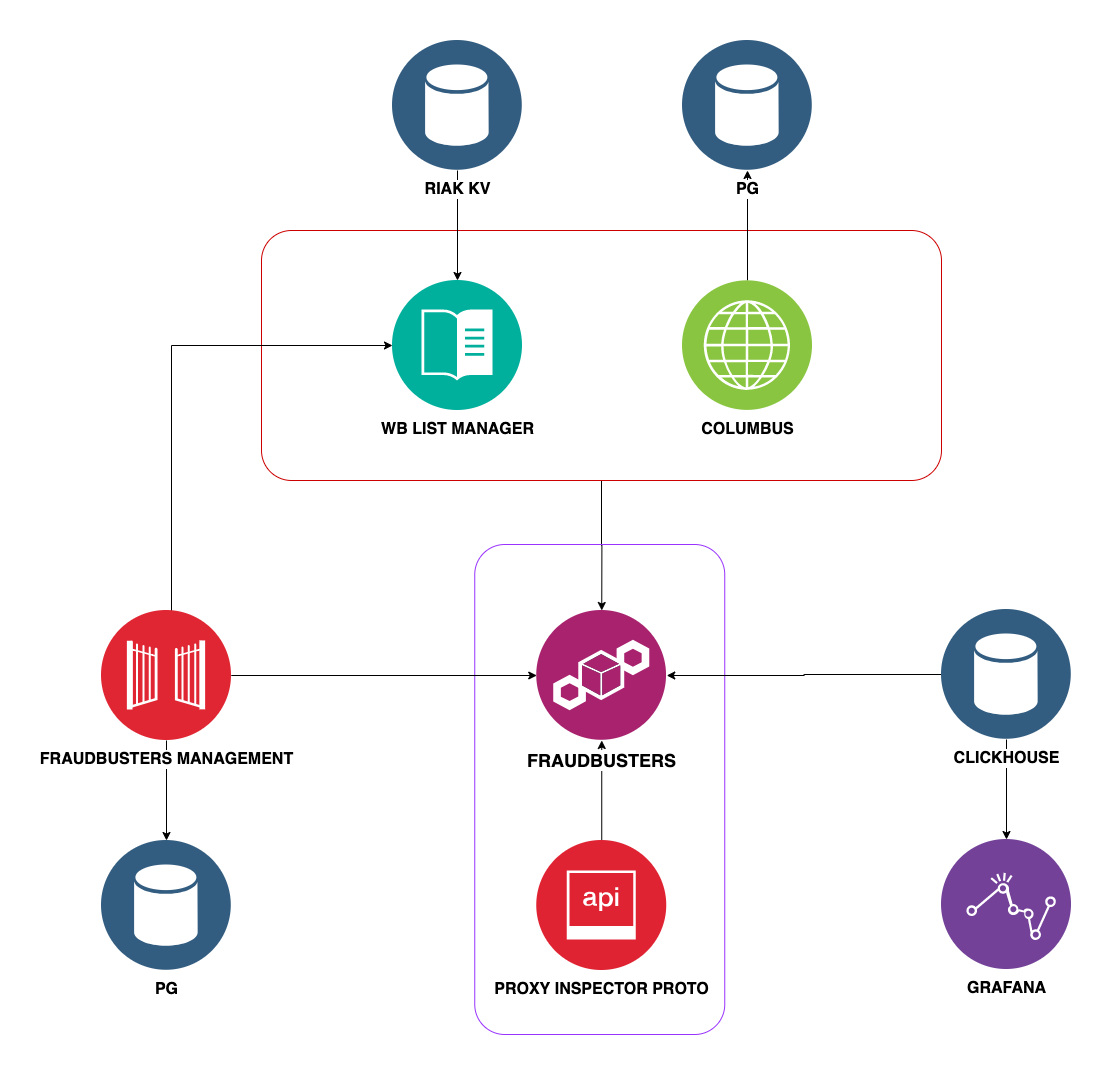 RIAK KV
PG
WB LIST MANAGER
COLUMBUS
FRAUDBUSTERS MANAGEMENT
FRAUDBUSTERS
CLICKHOUSE
api
PG
PROXY INSPECTOR PROTO
GRAFANA